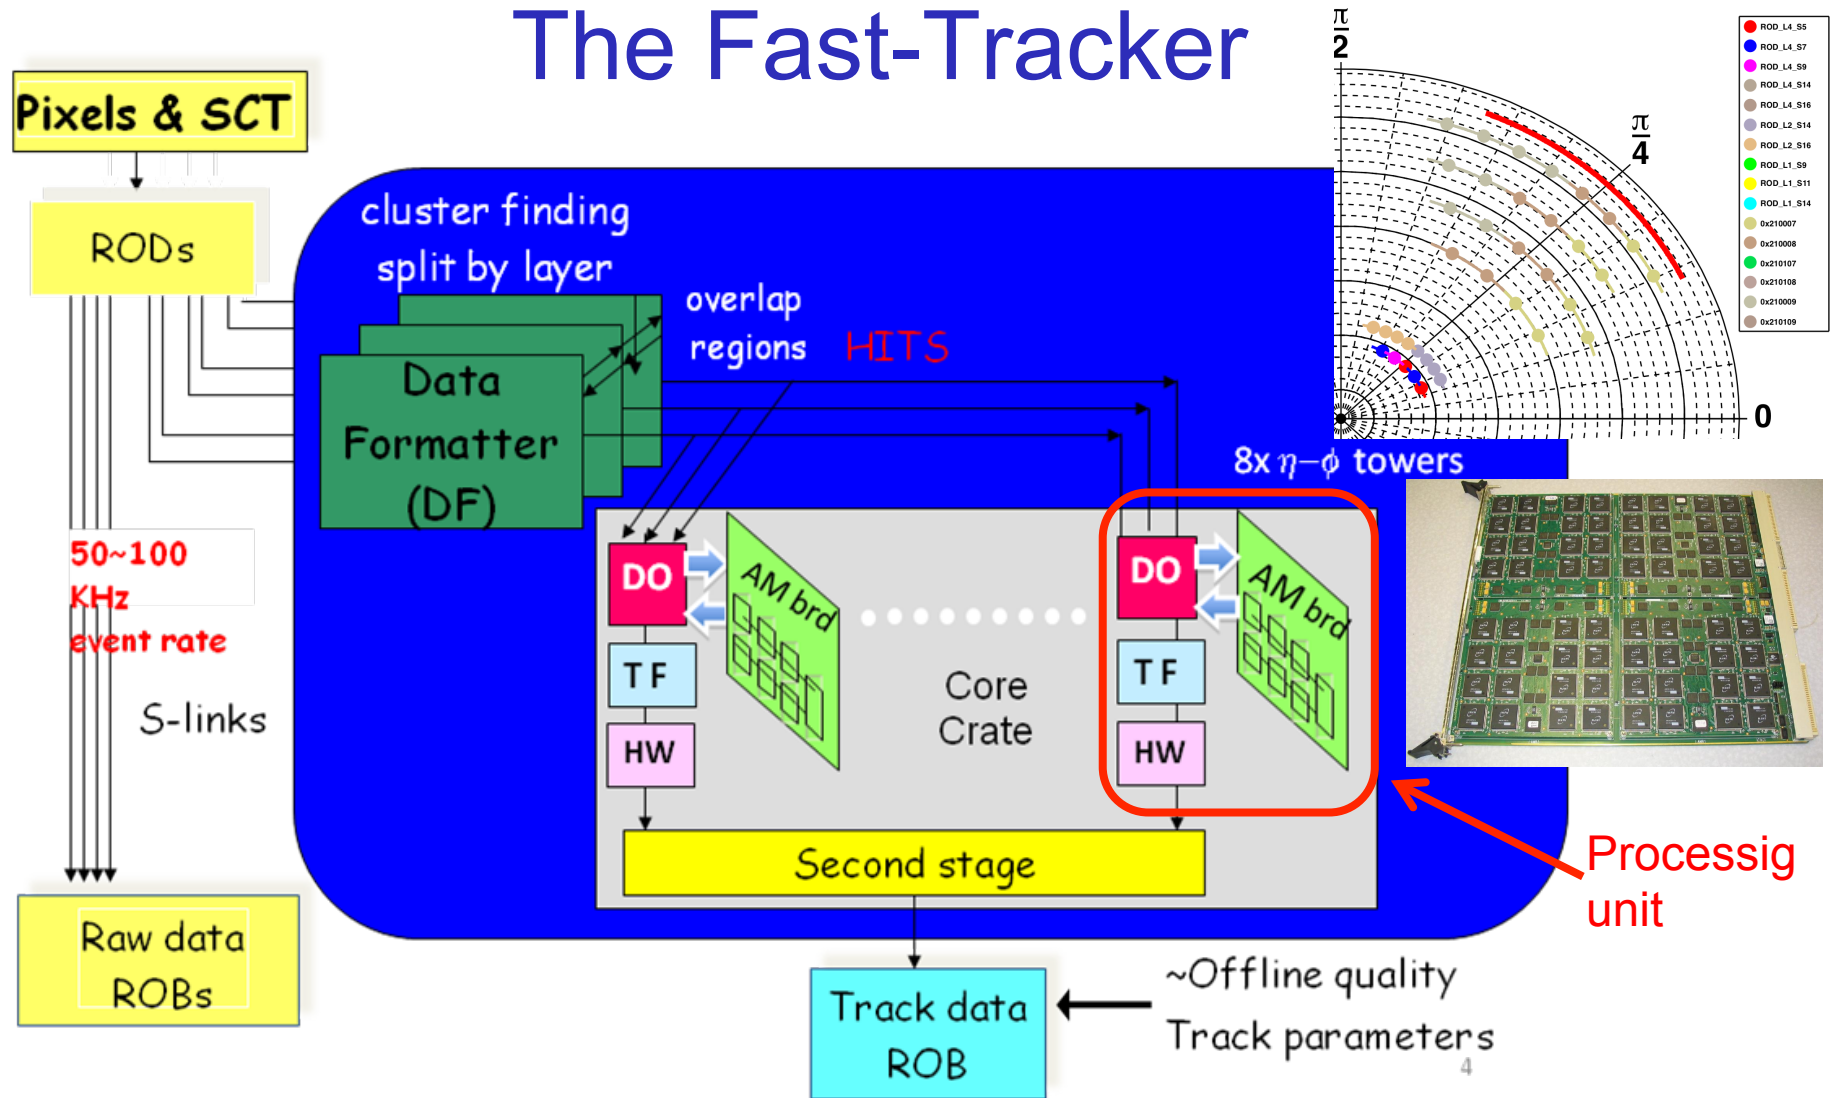 The Fast-Tracker
Pixels & SCT
RODs
cluster finding
split by layer
overlap
regions
HITS
Data
Formatter
(DF)
50~100
KHz
event rate
S-links
Raw data
ROBs
8x η-ϕ towers
DO
AM brd
TF
HW
Core
Crate
DO
AM brd
TF
HW
Second stage
Processig
unit
Track data
ROB
~Offline quality
Track parameters
4
π
2
π
4
0
ROD_L4_S5
ROD_L4_S7
ROD_L4_S9
ROD_L4_S14
ROD_L4_S16
ROD_L2_S14
ROD_L2_S16
ROD_L1_S9
ROD_L1_S11
ROD_L1_S14
0x210007
0x210008
0x210107
0x210108
0x210009
0x210109